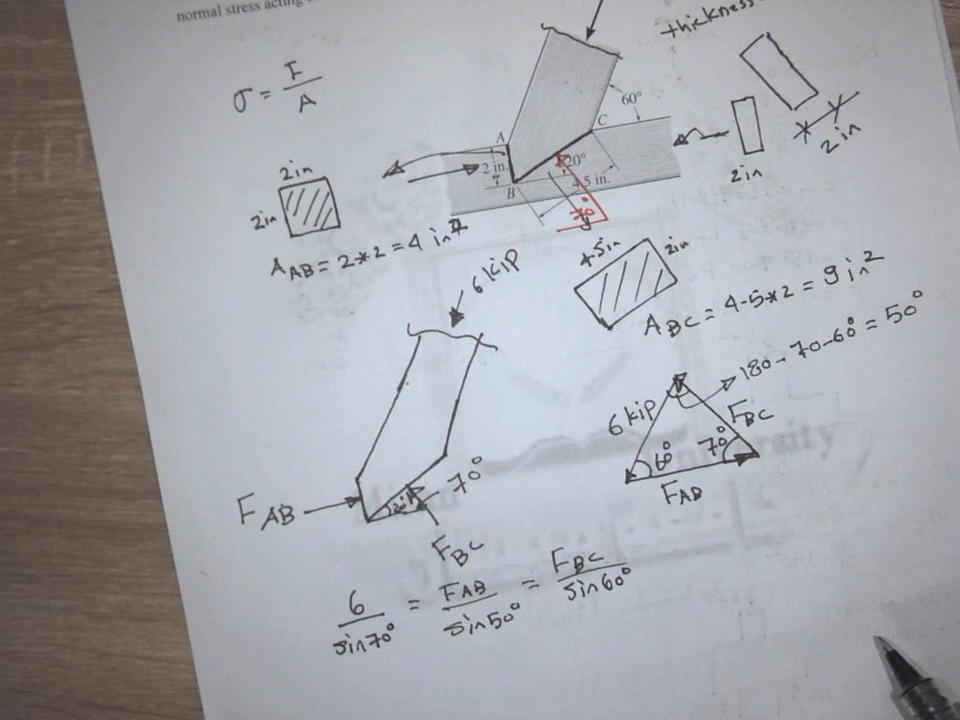 normal stress acting
thickness
σ = F/A
60°
A
C
2 in.
20°
B
4.5 in.
70°
2in
2in
2in
2in
A_AB = 2*2 = 4 in²
4.5in
2in
A_BC = 4.5*2 = 9 in²
6 kip
180-70-60° = 50°
6 kip
F_BC
60°
70°
F_AB
F_AB
70°
F_BC
6/sin70° = F_AB/sin50° = F_BC/sin60°